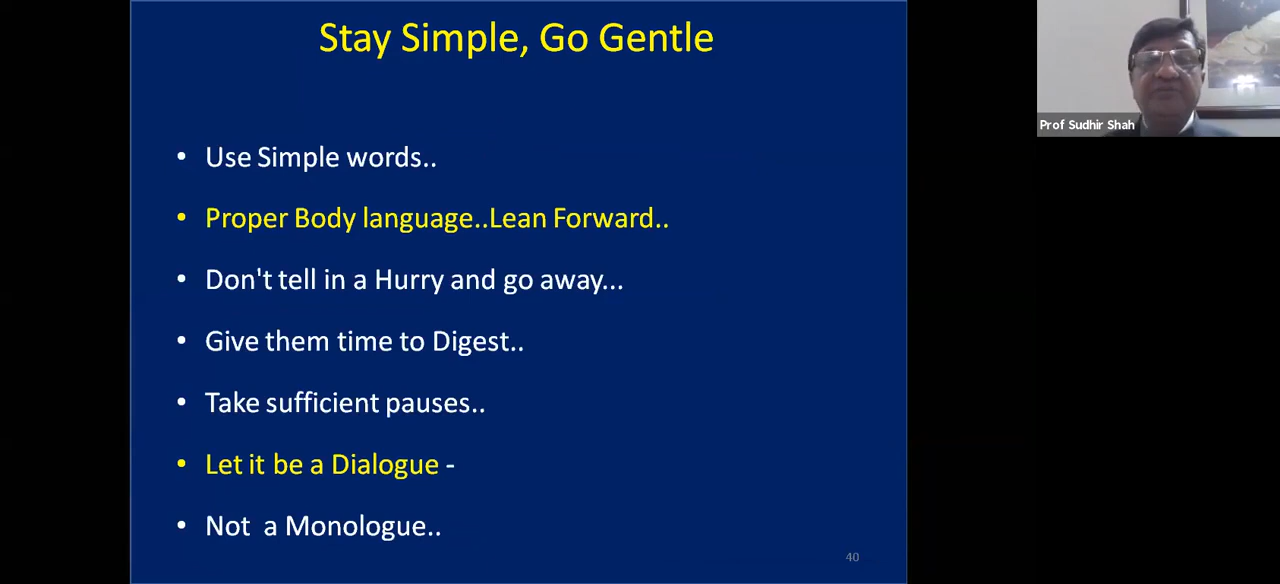 Stay Simple, Go Gentle
Prof Sudhir Shah
• Use Simple words..
• Proper Body language..Lean Forward..
• Don't tell in a Hurry and go away...
• Give them time to Digest..
• Take sufficient pauses..
• Let it be a Dialogue -
• Not  a Monologue..
40